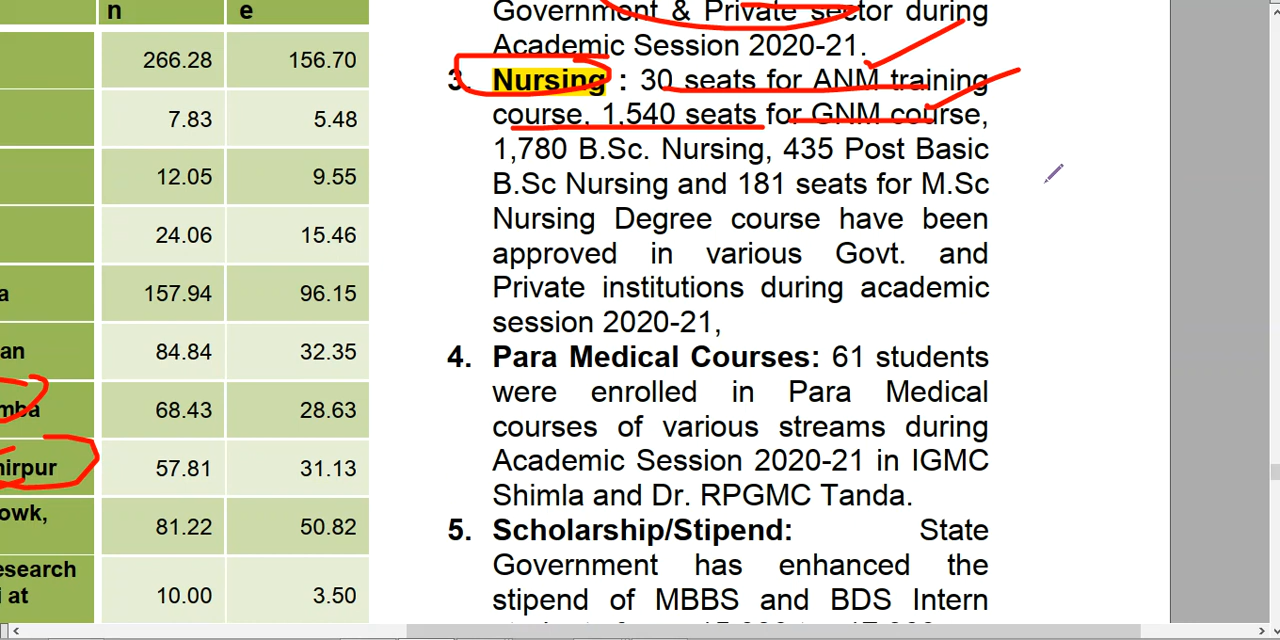 n e
266.28 156.70
7.83 5.48
12.05 9.55
24.06 15.46
a 157.94 96.15
an 84.84 32.35
mba 68.43 28.63
irpur 57.81 31.13
owk, 81.22 50.82
esearch
i at 10.00 3.50
Government & Private sector during
Academic Session 2020-21.
3. Nursing : 30 seats for ANM training
course, 1,540 seats for GNM course,
1,780 B.Sc. Nursing, 435 Post Basic
B.Sc Nursing and 181 seats for M.Sc
Nursing Degree course have been
approved in various Govt. and
Private institutions during academic
session 2020-21,
4. Para Medical Courses: 61 students
were enrolled in Para Medical
courses of various streams during
Academic Session 2020-21 in IGMC
Shimla and Dr. RPGMC Tanda.
5. Scholarship/Stipend: State
Government has enhanced the
stipend of MBBS and BDS Intern